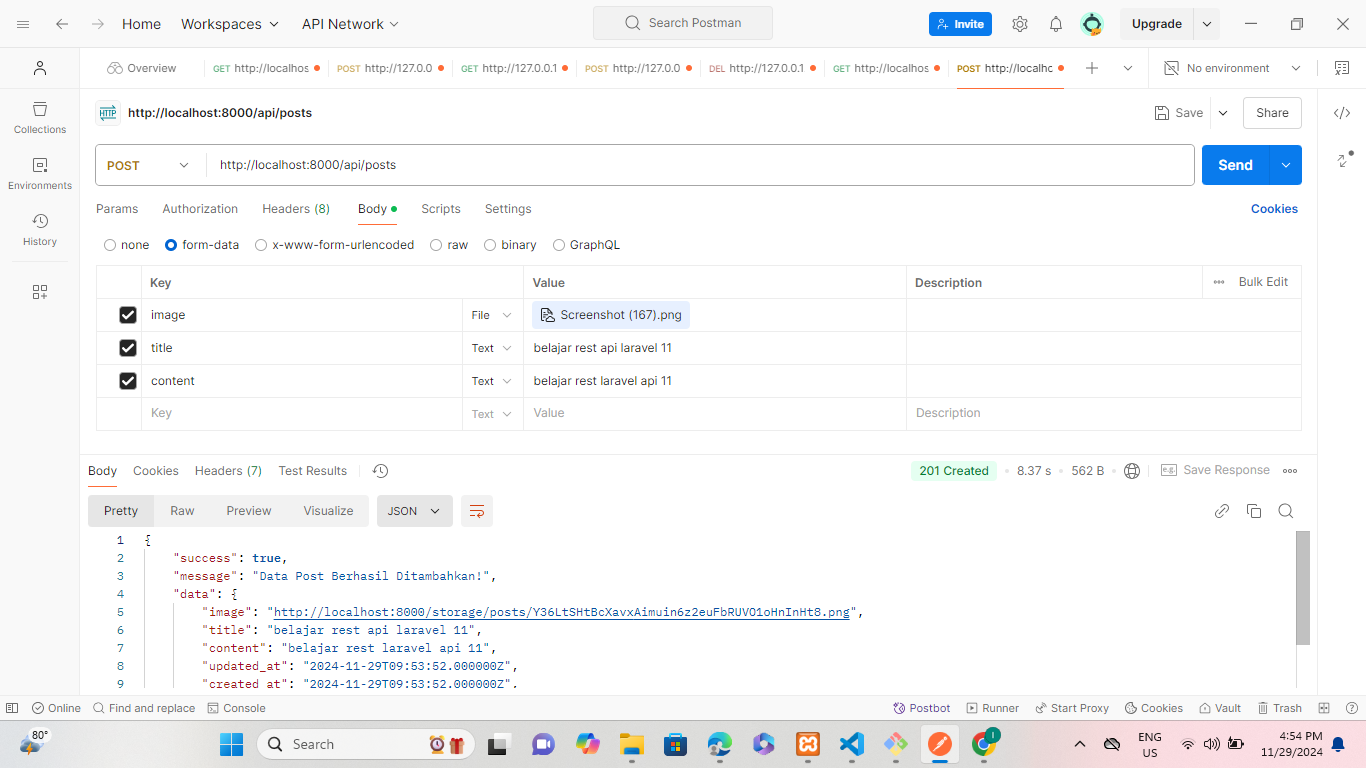 Home Workspaces API Network Search Postman Invite Upgrade
Overview GET http://localhos POST http://127.0.0 GET http://127.0.0.1 POST http://127.0.0 DEL http://127.0.0.1 GET http://localhos POST http://localhc No environment
HTTP http://localhost:8000/api/posts Save Share
Collections
Environments
History
POST http://localhost:8000/api/posts Send
Params Authorization Headers (8) Body Scripts Settings Cookies
none form-data x-www-form-urlencoded raw binary GraphQL
Key Value Description Bulk Edit
image File Screenshot (167).png
title Text belajar rest api laravel 11
content Text belajar rest laravel api 11
Key Text Value Description
Body Cookies Headers (7) Test Results 201 Created 8.37 s 562 B e.g. Save Response
Pretty Raw Preview Visualize JSON
1 {
2 "success": true,
3 "message": "Data Post Berhasil Ditambahkan!",
4 "data": {
5 "image": "http://localhost:8000/storage/posts/Y36LtSHtBcXavxAimuin6z2euFbRUVO1oHnInHt8.png",
6 "title": "belajar rest api laravel 11",
7 "content": "belajar rest laravel api 11",
8 "updated_at": "2024-11-29T09:53:52.000000Z",
9 "created_at": "2024-11-29T09:53:52.000000Z",
Online Find and replace Console Postbot Runner Start Proxy Cookies Vault Trash
80° Search 1 ENG US 4:54 PM
11/29/2024